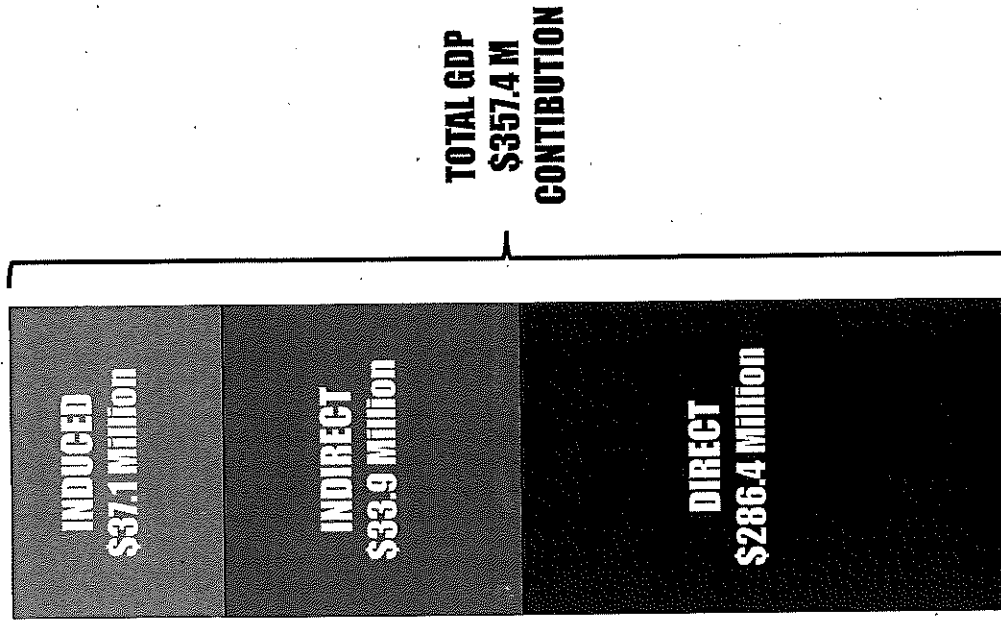 INDUCED
$37.1 Million
INDIRECT
$33.9 Million
DIRECT
$286.4 Million
TOTAL GDP
$357.4 M
CONTIBUTION